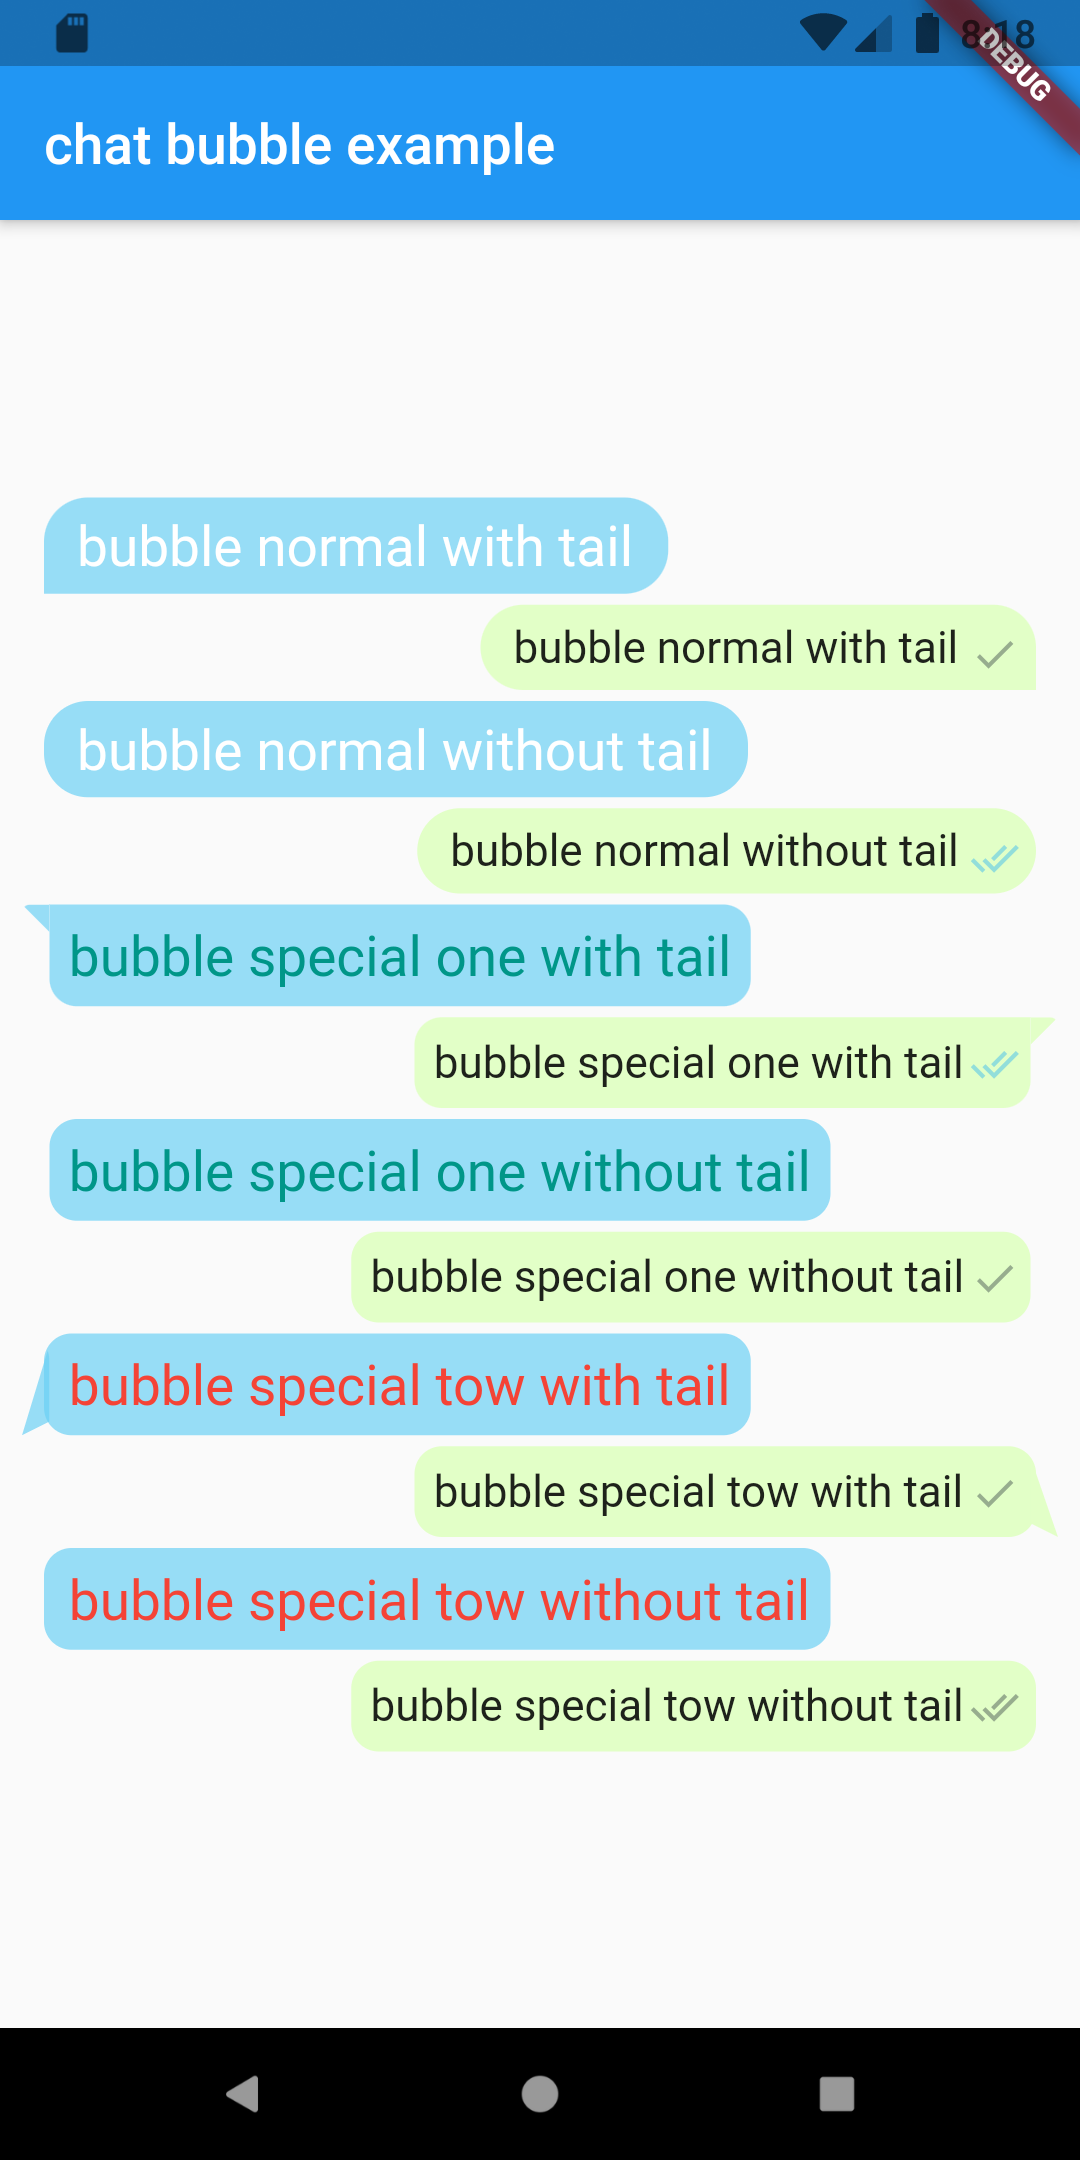 8:18
DEBUG
chat bubble example
bubble normal with tail
bubble normal with tail
bubble normal without tail
bubble normal without tail
bubble special one with tail
bubble special one with tail
bubble special one without tail
bubble special one without tail
bubble special tow with tail
bubble special tow with tail
bubble special tow without tail
bubble special tow without tail